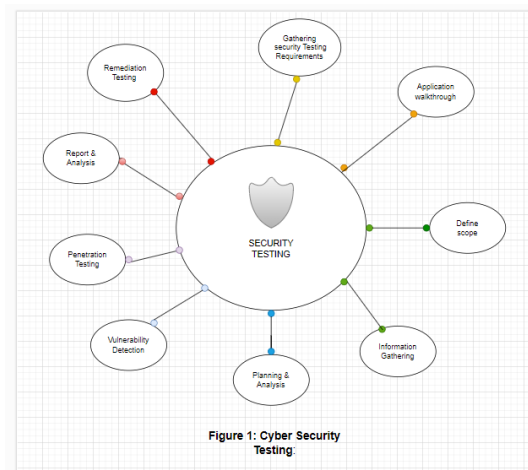 Gathering
security Testing
Requirements
Remediation
Testing
Application
walkthrough
Report &
Analysis
Define
scope
SECURITY
TESTING
Penetration
Testing
Vulnerability
Detection
Information
Gathering
Planning &
Analysis
Figure 1: Cyber Security
Testing: